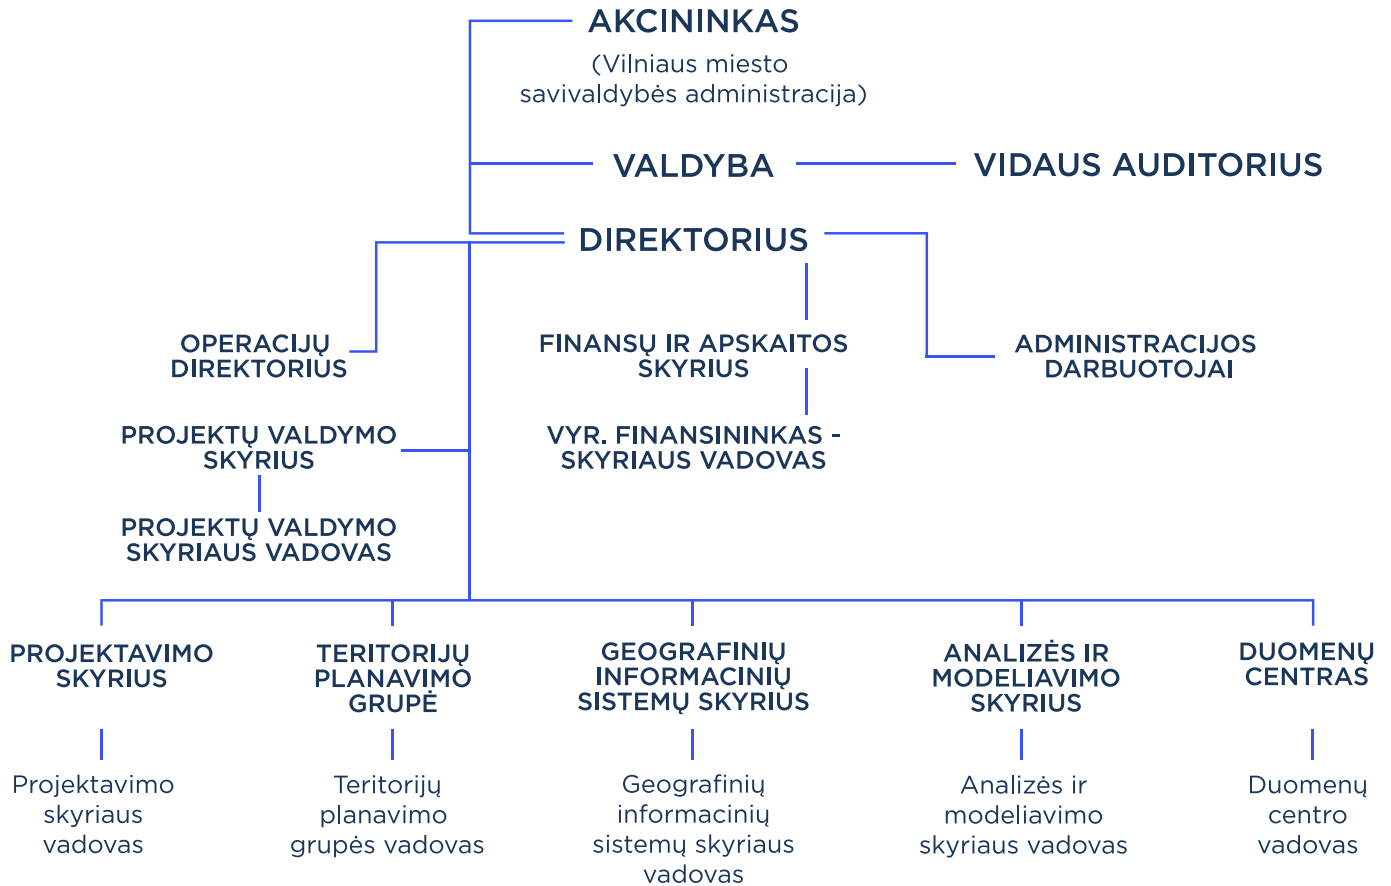 AKCININKAS
(Vilniaus miesto
savivaldybės administracija)
VALDYBA
VIDAUS AUDITORIUS
DIREKTORIUS
OPERACIJŲ
DIREKTORIUS
FINANSŲ IR APSKAITOS
SKYRIUS
ADMINISTRACIJOS
DARBUOTOJAI
PROJEKTŲ VALDYMO
SKYRIUS
VYR. FINANSININKAS -
SKYRIAUS VADOVAS
PROJEKTŲ VALDYMO
SKYRIAUS VADOVAS
PROJEKTAVIMO
SKYRIUS
TERITORIJŲ
PLANAVIMO
GRUPĖ
GEOGRAFINIŲ
INFORMACINIŲ
SISTEMŲ SKYRIUS
ANALIZĖS IR
MODELIAVIMO
SKYRIUS
DUOMENŲ
CENTRAS
Projektavimo
skyriaus
vadovas
Teritorijų
planavimo
grupės vadovas
Geografinių
informacinių
sistemų skyriaus
vadovas
Analizės ir
modeliavimo
skyriaus vadovas
Duomenų
centro
vadovas